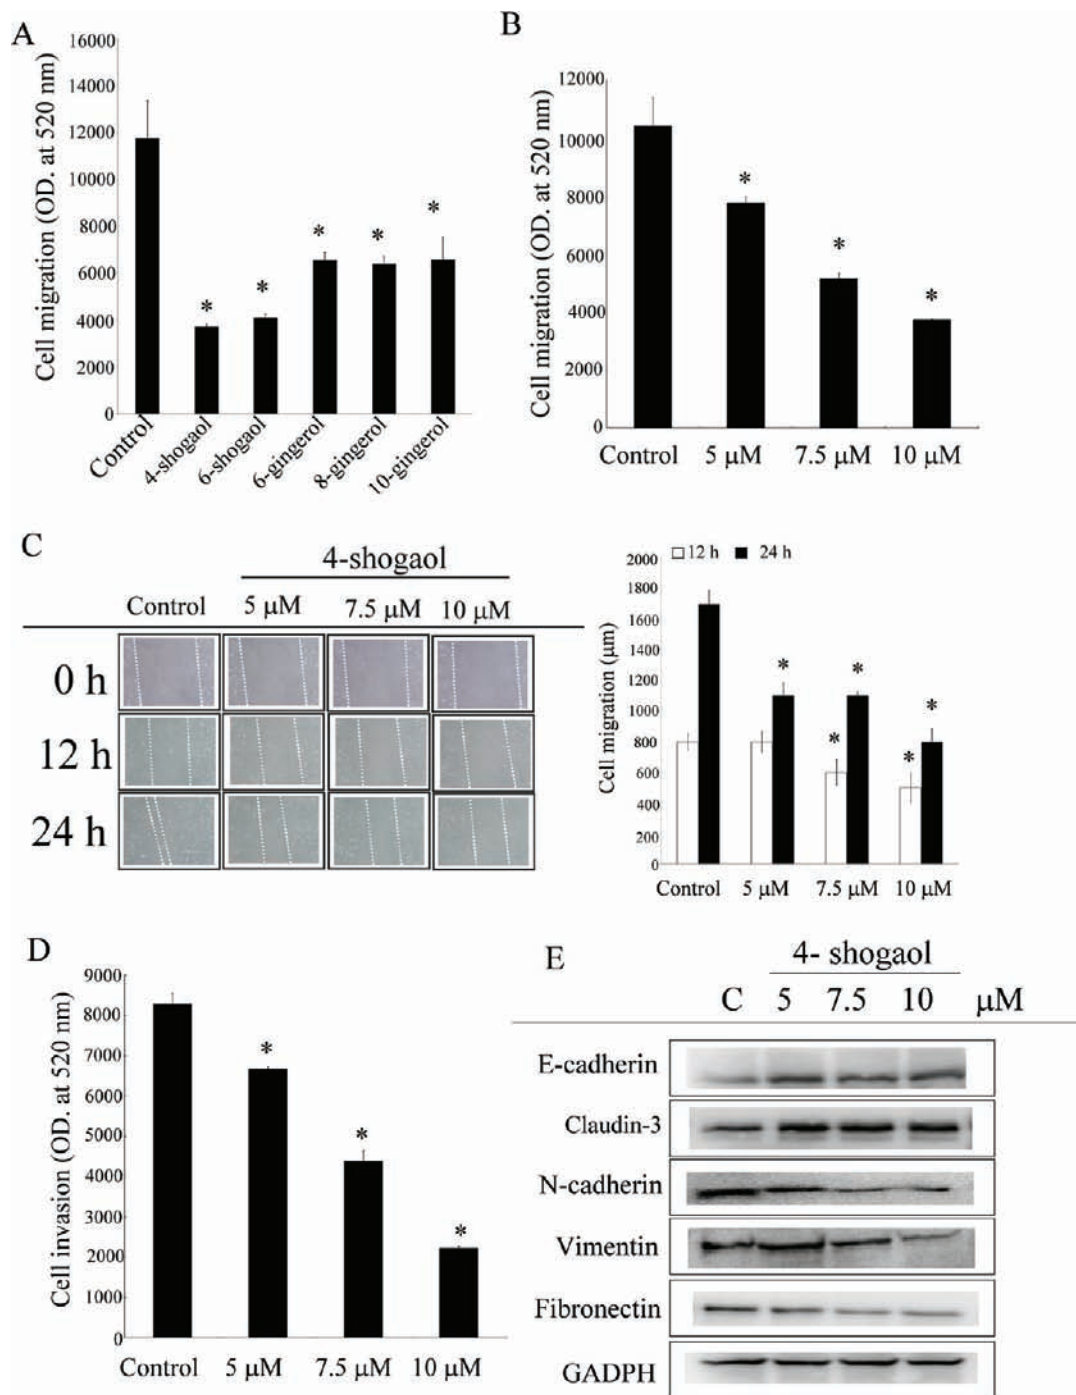 A
Cell migration (OD. at 520 nm)
16000
14000
12000
10000
8000
6000
4000
2000
0
*
*
*
*
*
Control
4-shogaol
6-shogaol
6-gingerol
8-gingerol
10-gingerol
B
Cell migration (OD. at 520 nm)
12000
10000
8000
6000
4000
2000
0
*
*
*
Control 5 µM 7.5 µM 10 µM
C
4-shogaol
Control 5 µM 7.5 µM 10 µM
0 h
12 h
24 h
12 h 24 h
Cell migration (µm)
2000
1800
1600
1400
1200
1000
800
600
400
200
0
*
*
*
*
*
Control 5 µM 7.5 µM 10 µM
D
Cell invasion (OD. at 520 nm)
9000
8000
7000
6000
5000
4000
3000
2000
1000
0
*
*
*
Control 5 µM 7.5 µM 10 µM
E
4- shogaol
C 5 7.5 10 µM
E-cadherin
Claudin-3
N-cadherin
Vimentin
Fibronectin
GADPH